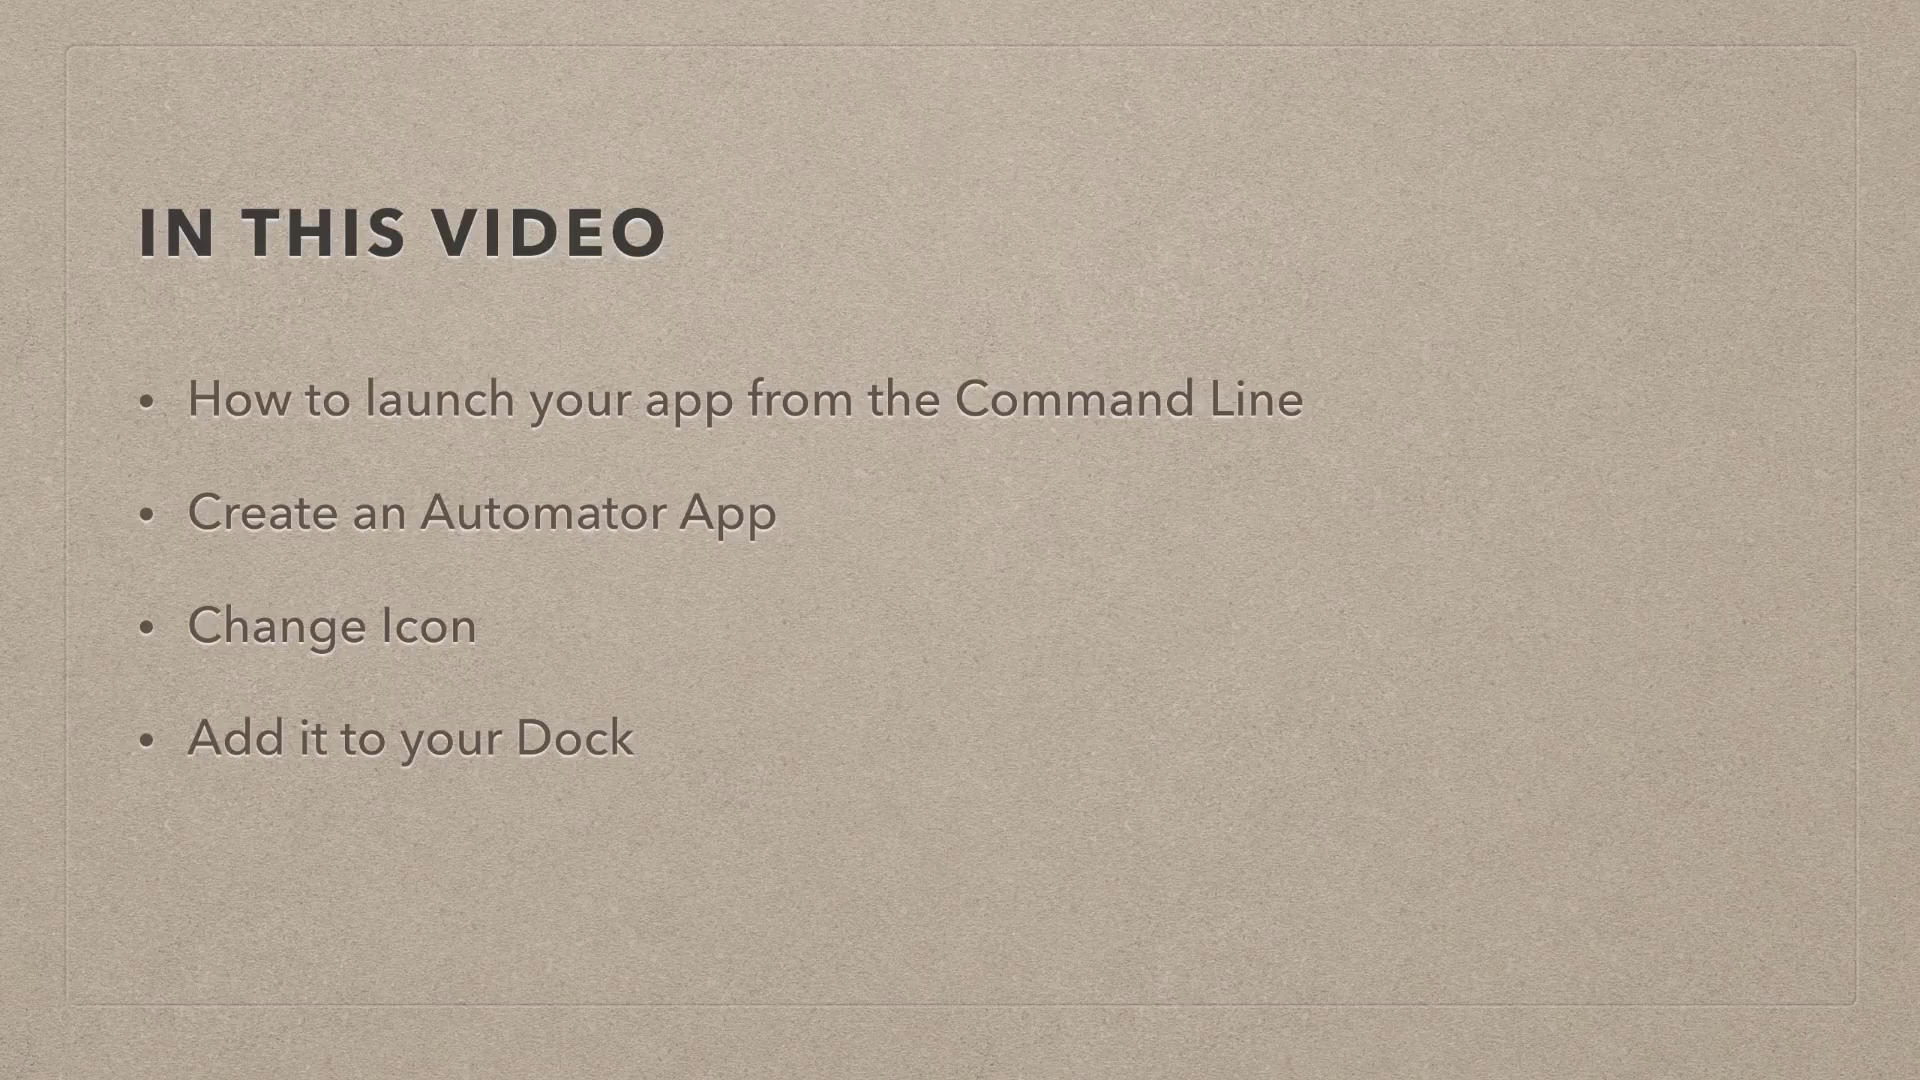 IN THIS VIDEO
• How to launch your app from the Command Line
• Create an Automator App
• Change Icon
• Add it to your Dock